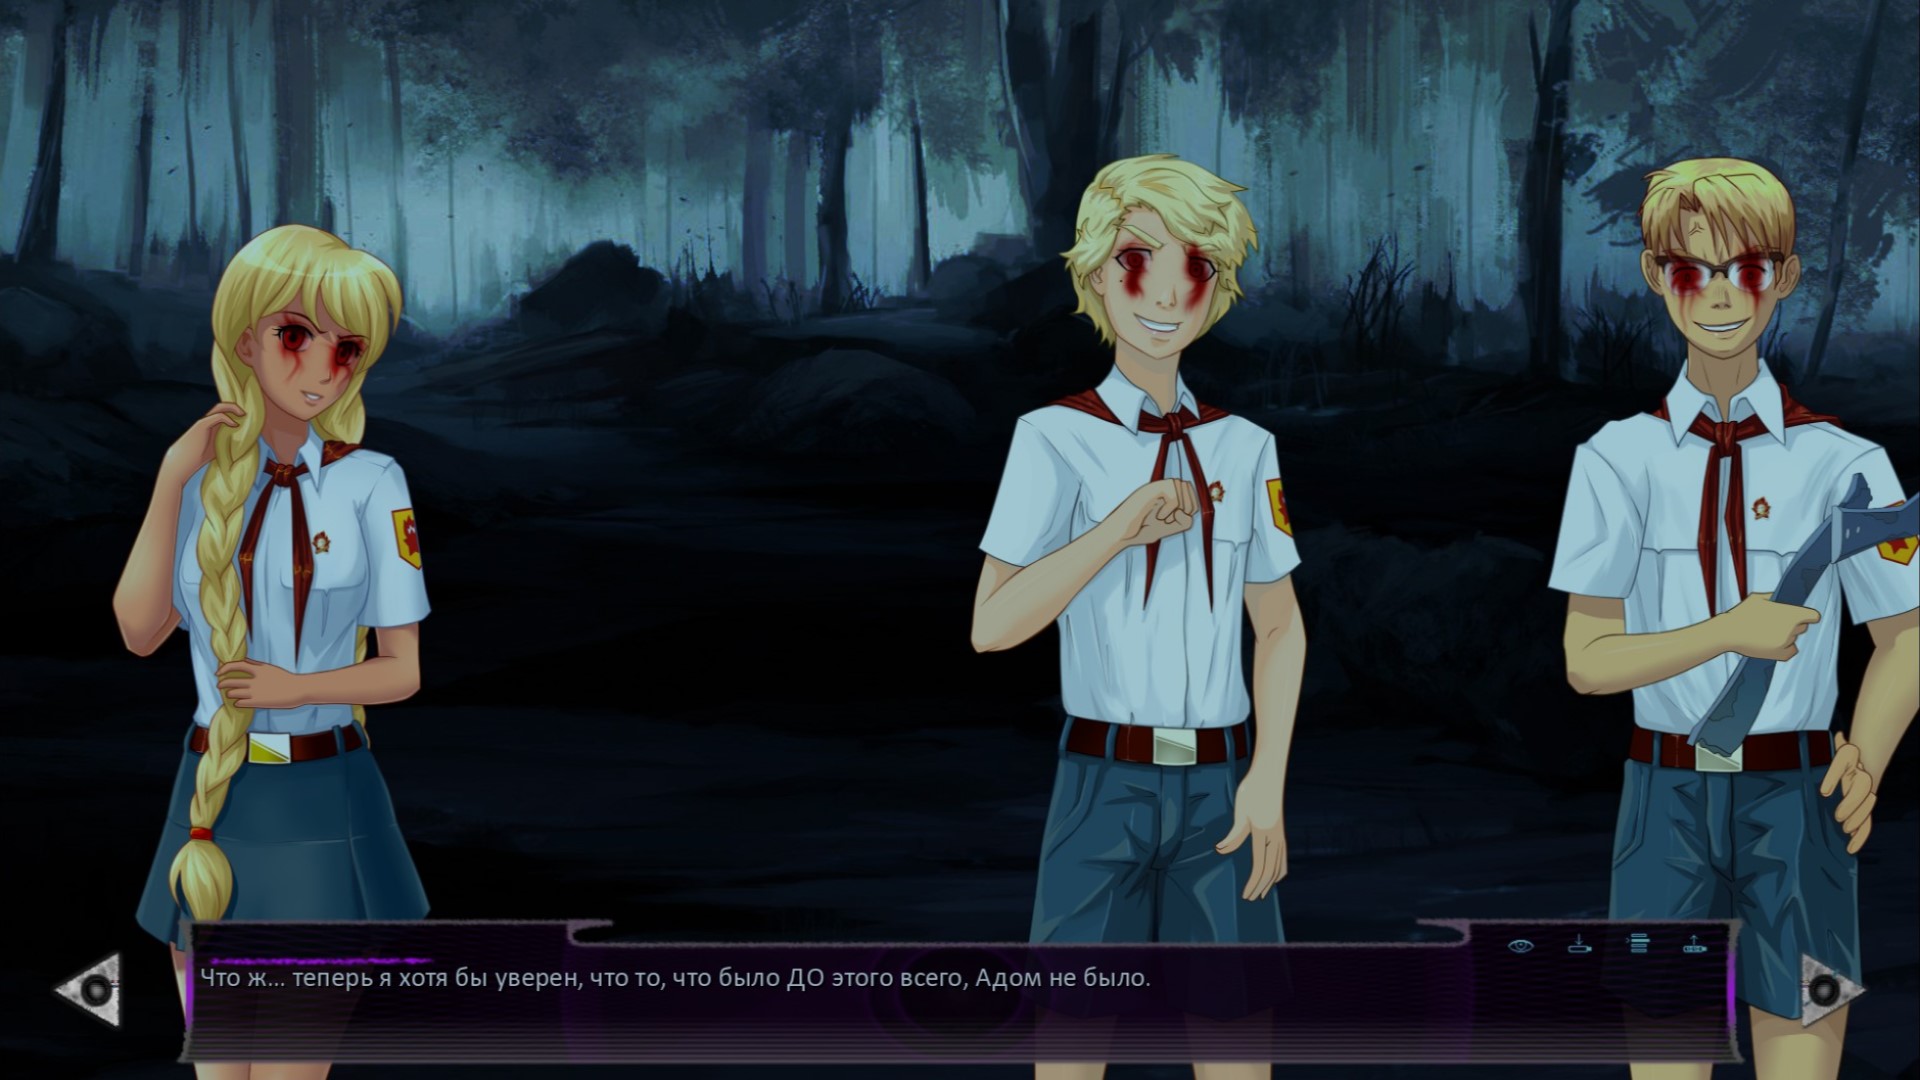 Что ж... теперь я хотя бы уверен, что то, что было ДО этого всего, Адом не было.